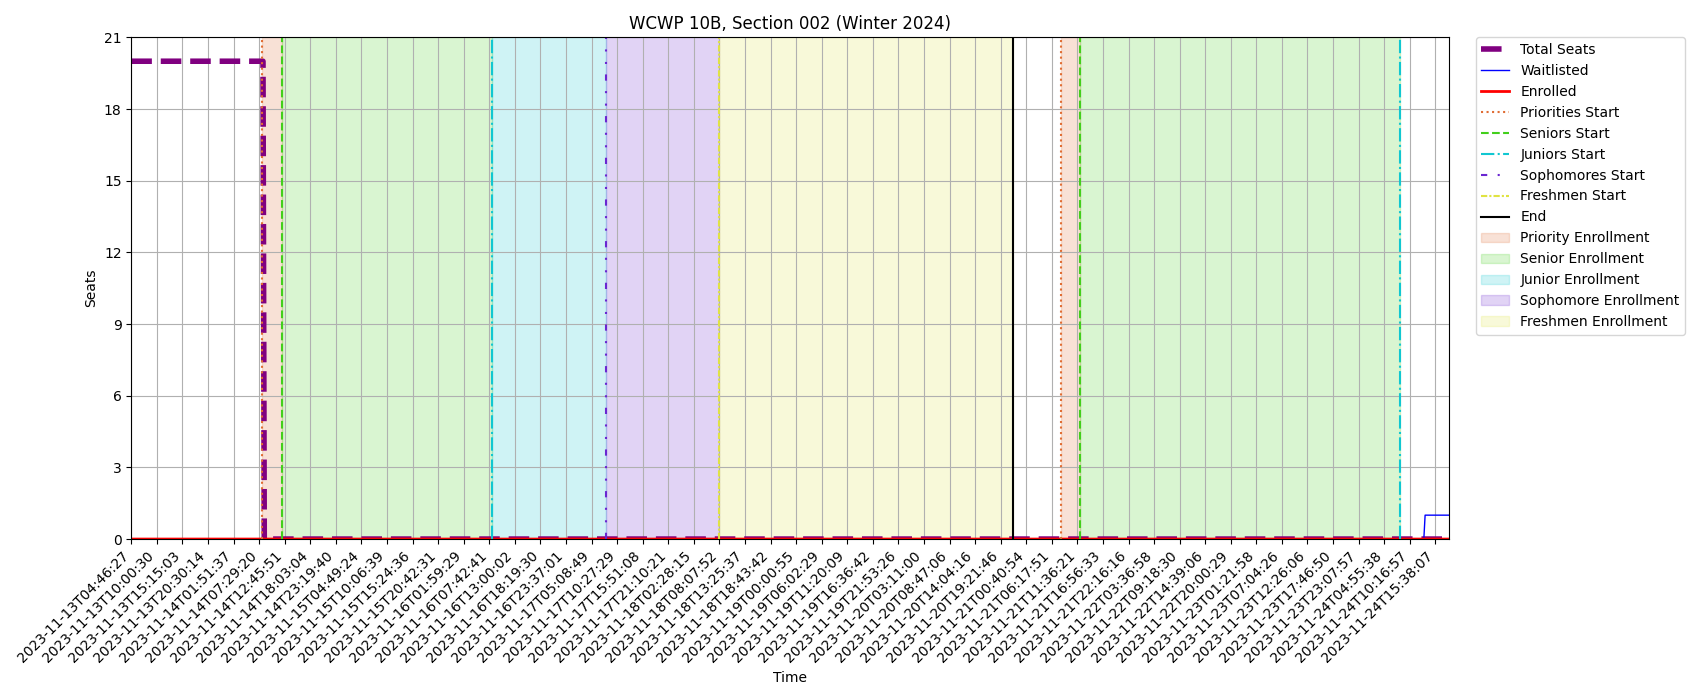 WCWP 10B, Section 002 (Winter 2024)
21
18
15
12
9
6
3
0
Seats
2023-11-13T04:46:27
2023-11-13T10:00:30
2023-11-13T15:15:03
2023-11-13T20:30:14
2023-11-14T01:51:37
2023-11-14T07:29:20
2023-11-14T12:45:51
2023-11-14T18:03:04
2023-11-14T23:19:40
2023-11-15T04:49:24
2023-11-15T10:06:39
2023-11-15T15:24:36
2023-11-15T20:42:31
2023-11-16T01:59:29
2023-11-16T07:42:41
2023-11-16T13:00:02
2023-11-16T18:19:30
2023-11-16T23:37:01
2023-11-17T05:08:49
2023-11-17T10:27:29
2023-11-17T15:51:08
2023-11-17T21:10:21
2023-11-18T02:28:15
2023-11-18T08:07:52
2023-11-18T13:25:37
2023-11-18T18:43:42
2023-11-19T00:00:55
2023-11-19T06:02:29
2023-11-19T11:20:09
2023-11-19T16:36:42
2023-11-19T21:53:26
2023-11-20T03:11:00
2023-11-20T08:47:06
2023-11-20T14:04:16
2023-11-20T19:21:46
2023-11-21T00:40:54
2023-11-21T06:17:51
2023-11-21T11:36:21
2023-11-21T16:56:33
2023-11-21T22:16:16
2023-11-22T03:36:58
2023-11-22T09:18:30
2023-11-22T14:39:06
2023-11-22T20:00:29
2023-11-23T01:21:58
2023-11-23T07:04:26
2023-11-23T12:26:06
2023-11-23T17:46:50
2023-11-23T23:07:57
2023-11-24T04:55:38
2023-11-24T10:16:57
2023-11-24T15:38:07
Time
Total Seats
Waitlisted
Enrolled
Priorities Start
Seniors Start
Juniors Start
Sophomores Start
Freshmen Start
End
Priority Enrollment
Senior Enrollment
Junior Enrollment
Sophomore Enrollment
Freshmen Enrollment